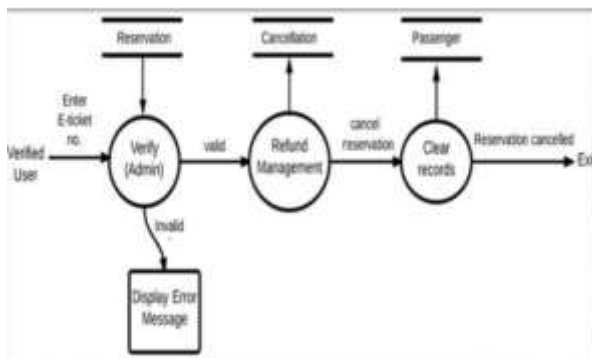 Reservation
Cancellation
Passenger
Enter
E-ticket
no.
Verified
User
Verify
(Admin)
valid
Refund
Management
cancel
reservation
Clear
records
Reservation cancelled
Exi
Invalid
Display Error
Message